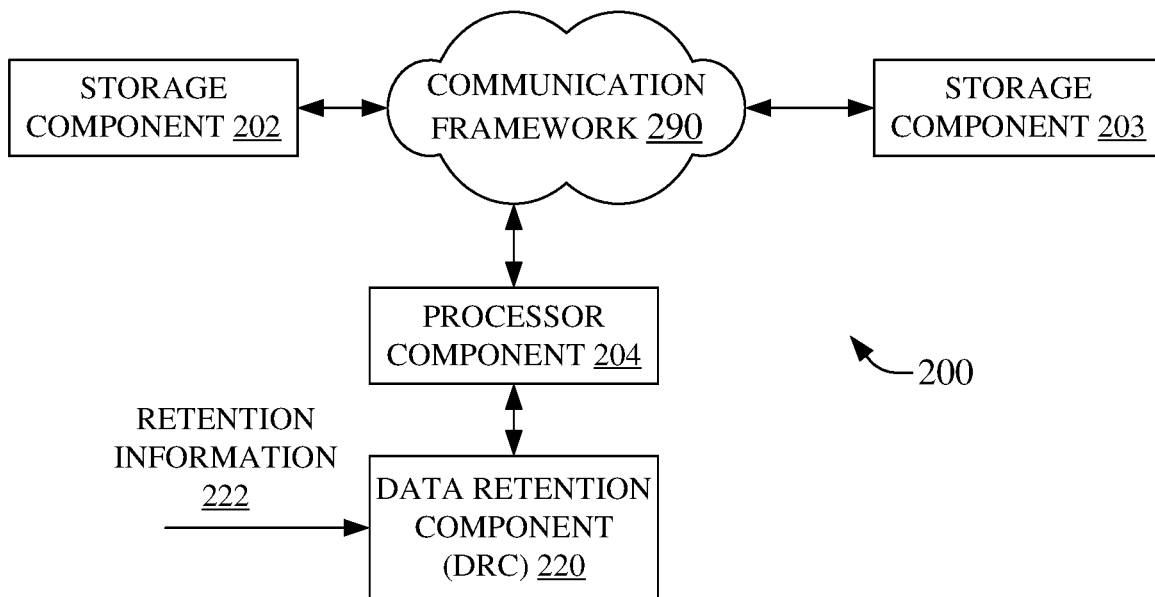 STORAGE
COMPONENT 202
COMMUNICATION
FRAMEWORK 290
STORAGE
COMPONENT 203
PROCESSOR
COMPONENT 204
200
RETENTION
INFORMATION
222
DATA RETENTION
COMPONENT
(DRC) 220